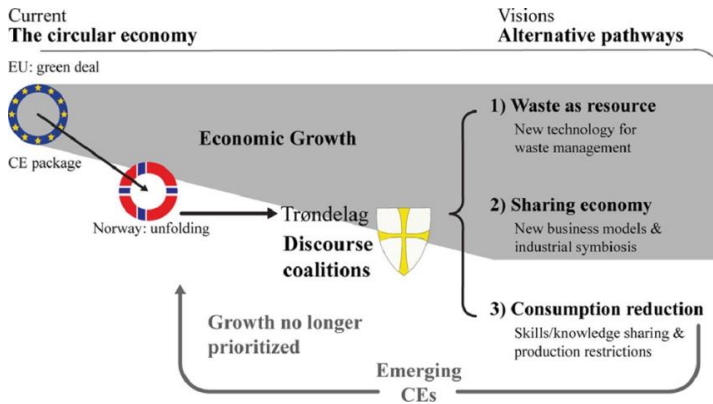 Current
The circular economy
Visions
Alternative pathways
EU: green deal
CE package
Norway: unfolding
Economic Growth
Trøndelag
Discourse
coalitions
1) Waste as resource
New technology for
waste management
2) Sharing economy
New business models &
industrial symbiosis
3) Consumption reduction
Skills/knowledge sharing &
production restrictions
Growth no longer
prioritized
Emerging
CEs